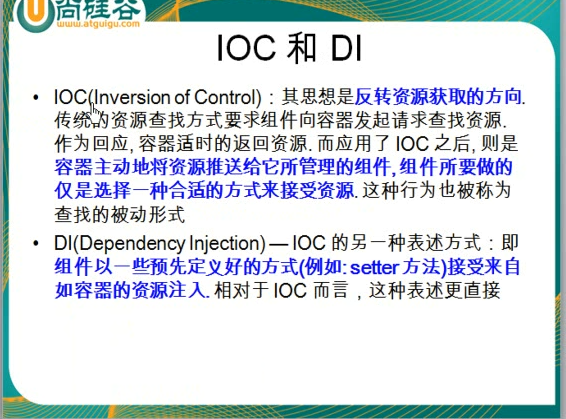 尚硅谷
www.atguigu.com
IOC 和 DI
• IOC(Inversion of Control)：其思想是反转资源获取的方向.
传统的资源查找方式要求组件向容器发起请求查找资源.
作为回应, 容器适时的返回资源. 而应用了 IOC 之后, 则是
容器主动地将资源推送给它所管理的组件, 组件所要做的
仅是选择一种合适的方式来接受资源. 这种行为也被称为
查找的被动形式
• DI(Dependency Injection) — IOC 的另一种表述方式：即
组件以一些预先定义好的方式(例如: setter 方法)接受来自
如容器的资源注入. 相对于 IOC 而言，这种表述更直接